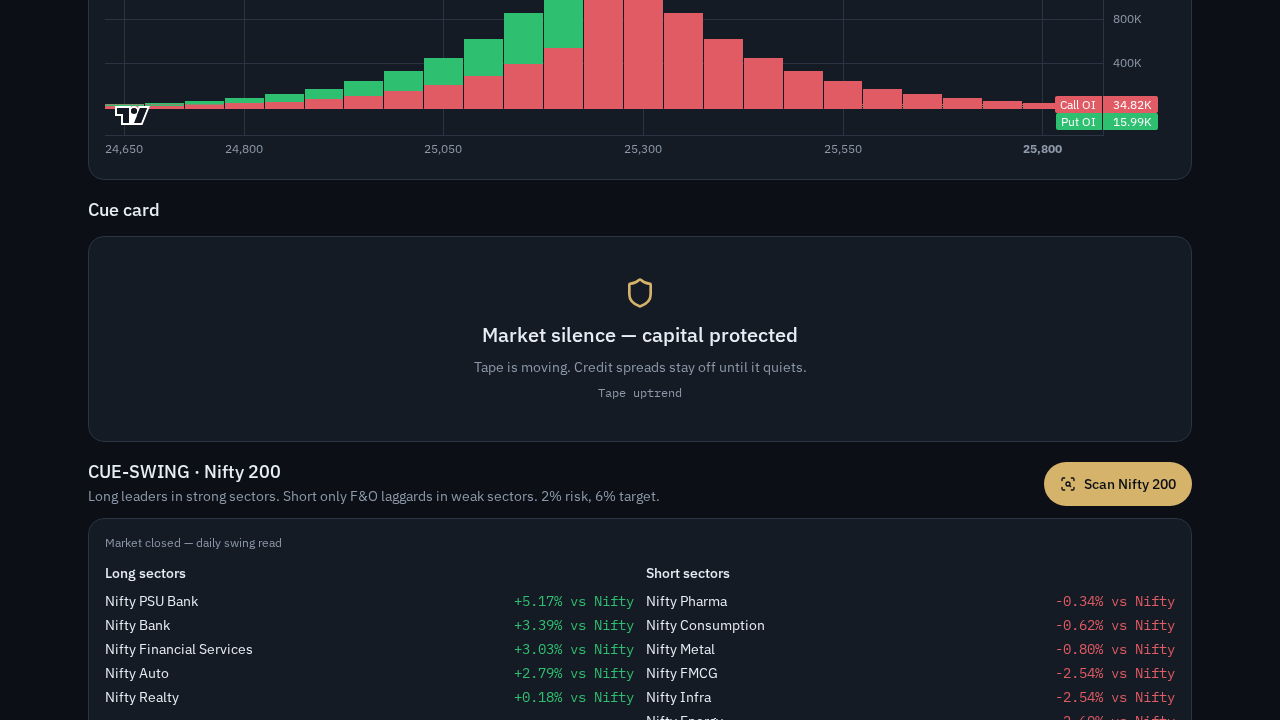 800K
400K
Call OI 34.82K
Put OI 15.99K
24,650 24,800 25,050 25,300 25,550 25,800
Cue card
Market silence — capital protected
Tape is moving. Credit spreads stay off until it quiets.
Tape uptrend
CUE-SWING · Nifty 200
Long leaders in strong sectors. Short only F&O laggards in weak sectors. 2% risk, 6% target.
Scan Nifty 200
Market closed — daily swing read
Long sectors Short sectors
Nifty PSU Bank +5.17% vs Nifty Nifty Pharma -0.34% vs Nifty
Nifty Bank +3.39% vs Nifty Nifty Consumption -0.62% vs Nifty
Nifty Financial Services +3.03% vs Nifty Nifty Metal -0.80% vs Nifty
Nifty Auto +2.79% vs Nifty Nifty FMCG -2.54% vs Nifty
Nifty Realty +0.18% vs Nifty Nifty Infra -2.54% vs Nifty